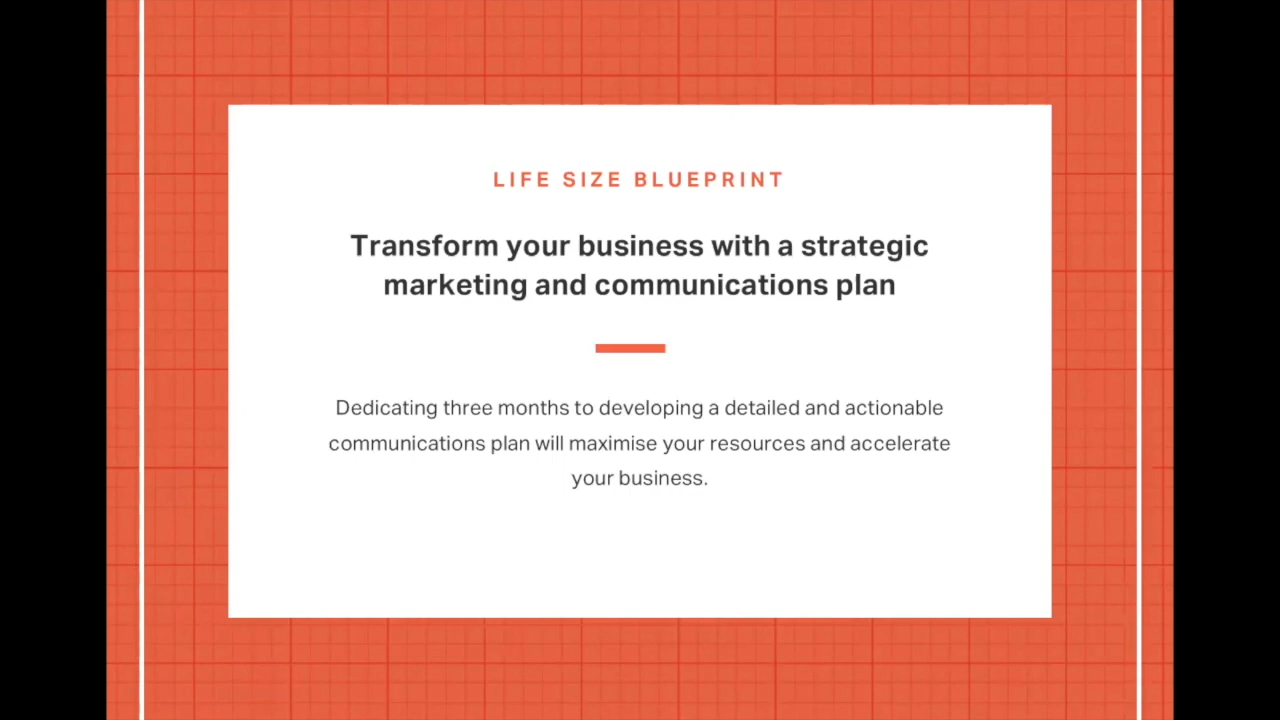 LIFE SIZE BLUEPRINT
Transform your business with a strategic
marketing and communications plan
Dedicating three months to developing a detailed and actionable
communications plan will maximise your resources and accelerate
your business.